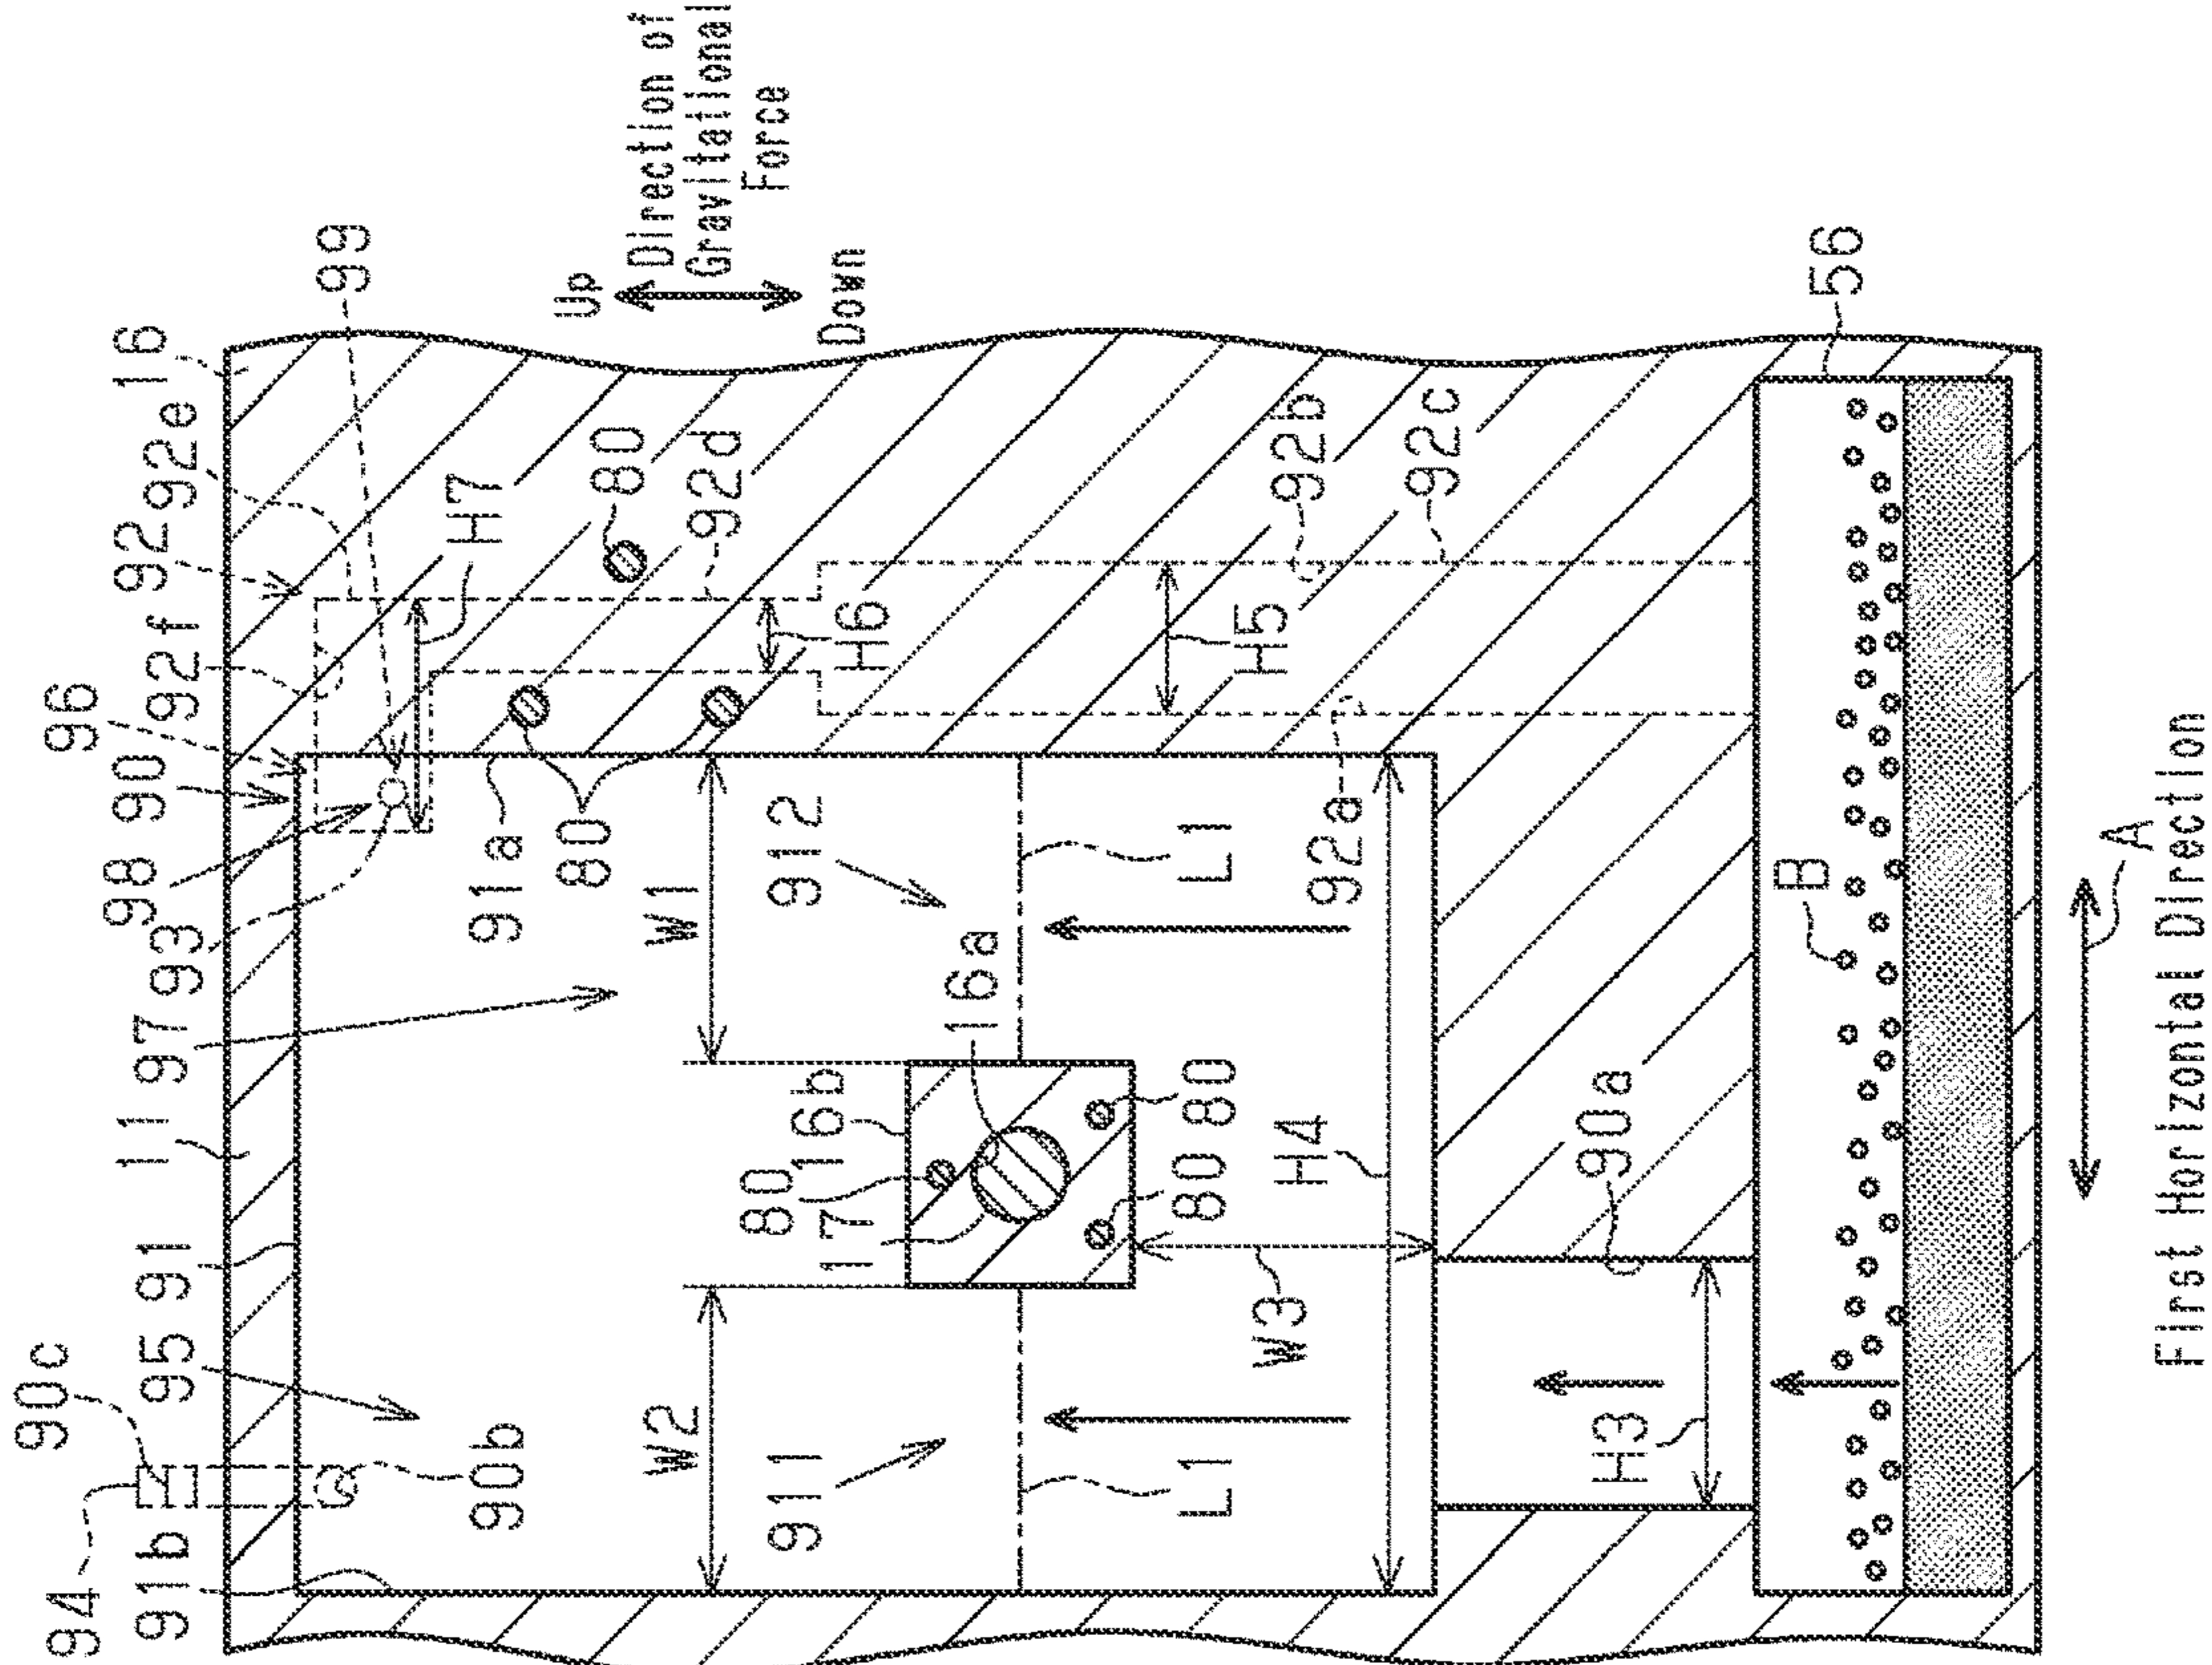 90c
94
96
98
90
92
16
91b
95
91
11
97
93
92f
92e
99
90b
91a
H7
Up
80
80
Direction of
Gravitational
Force
W2
W1
92d
911
80
912
16b
17
H6
Down
16a
L1
80
80
L1
W3
H4
H5
92a
92b
92c
H3
90a
B
56
A
First Horizontal Direction